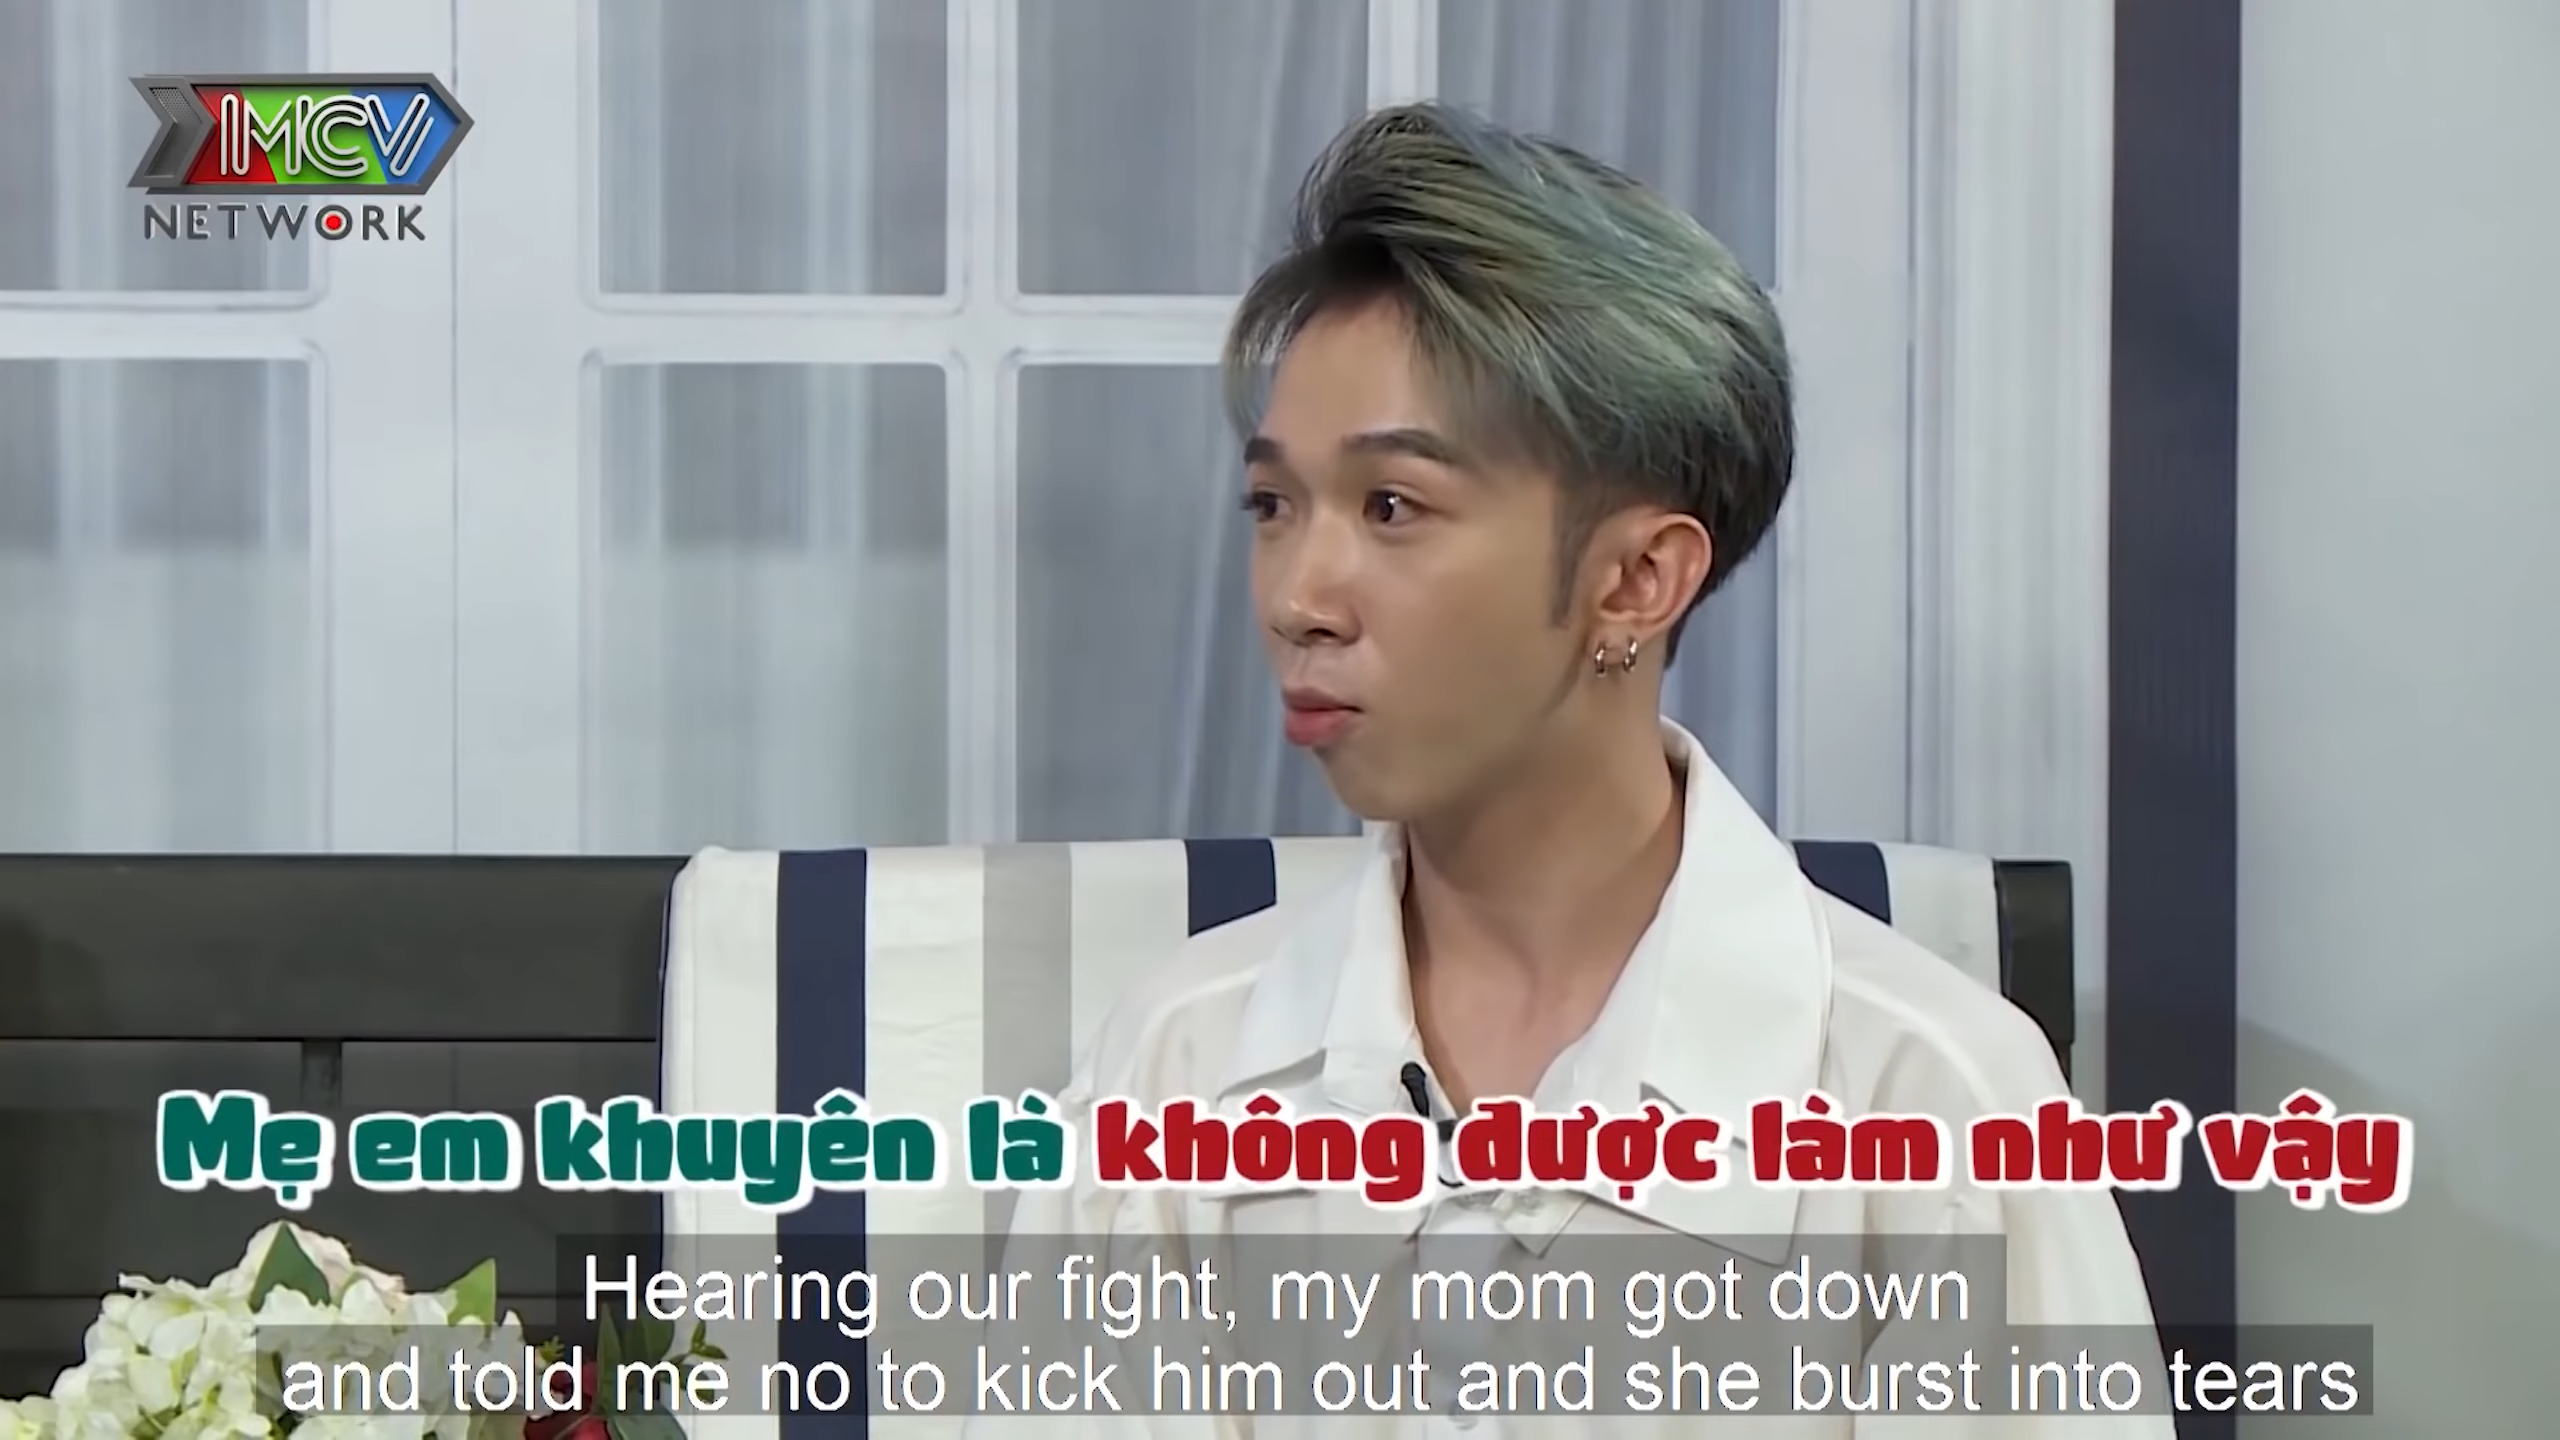 MCV
NETWORK
Mẹ em khuyên là không được làm như vậy
Hearing our fight, my mom got down
and told me no to kick him out and she burst into tears